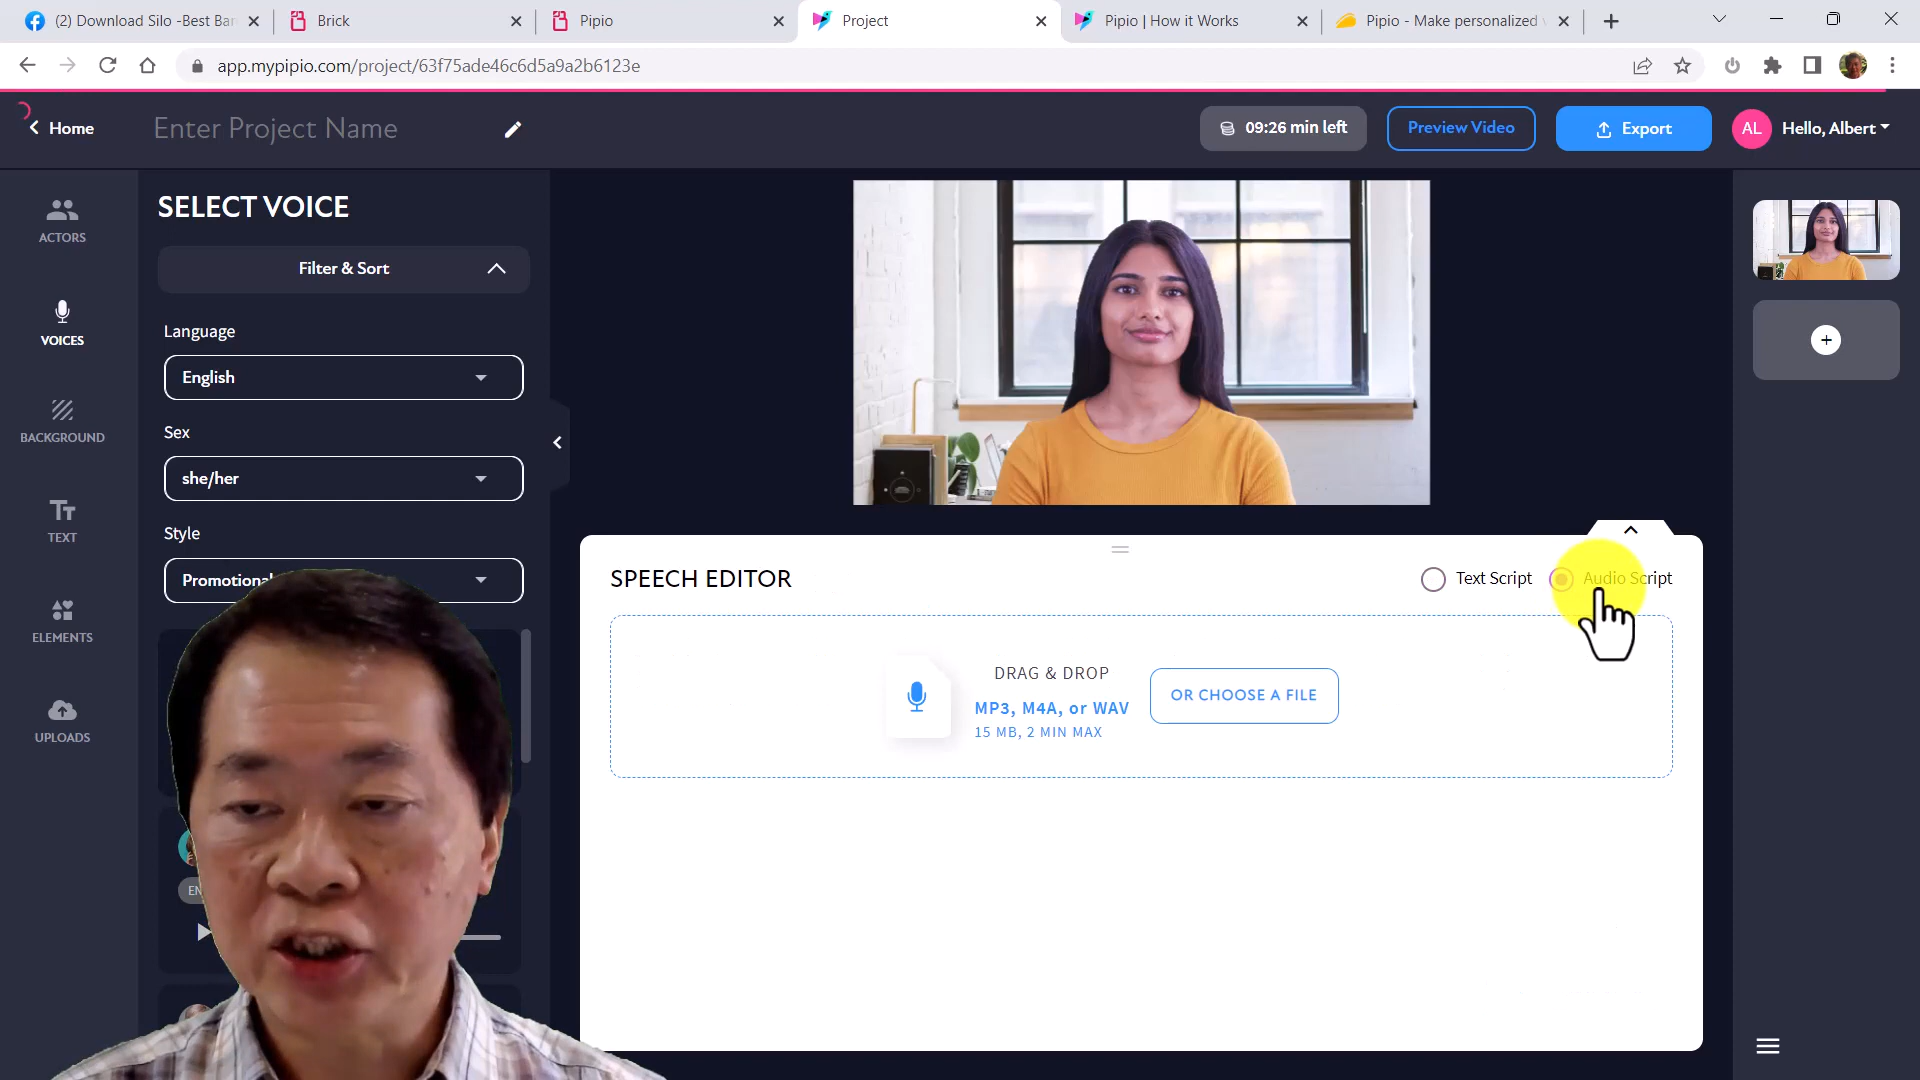 (2) Download Silo -Best Bar
Brick
Pipio
Project
Pipio | How it Works
Pipio - Make personalized
app.mypipio.com/project/63f75ade46c6d5a9a2b6123e
Home
Enter Project Name
09:26 min left
Preview Video
Export
AL
Hello, Albert
ACTORS
VOICES
BACKGROUND
TEXT
ELEMENTS
UPLOADS
SELECT VOICE
Filter & Sort
Language
English
Sex
she/her
Style
Promotional
EN
SPEECH EDITOR
Text Script
Audio Script
DRAG & DROP
MP3, M4A, or WAV
15 MB, 2 MIN MAX
OR CHOOSE A FILE